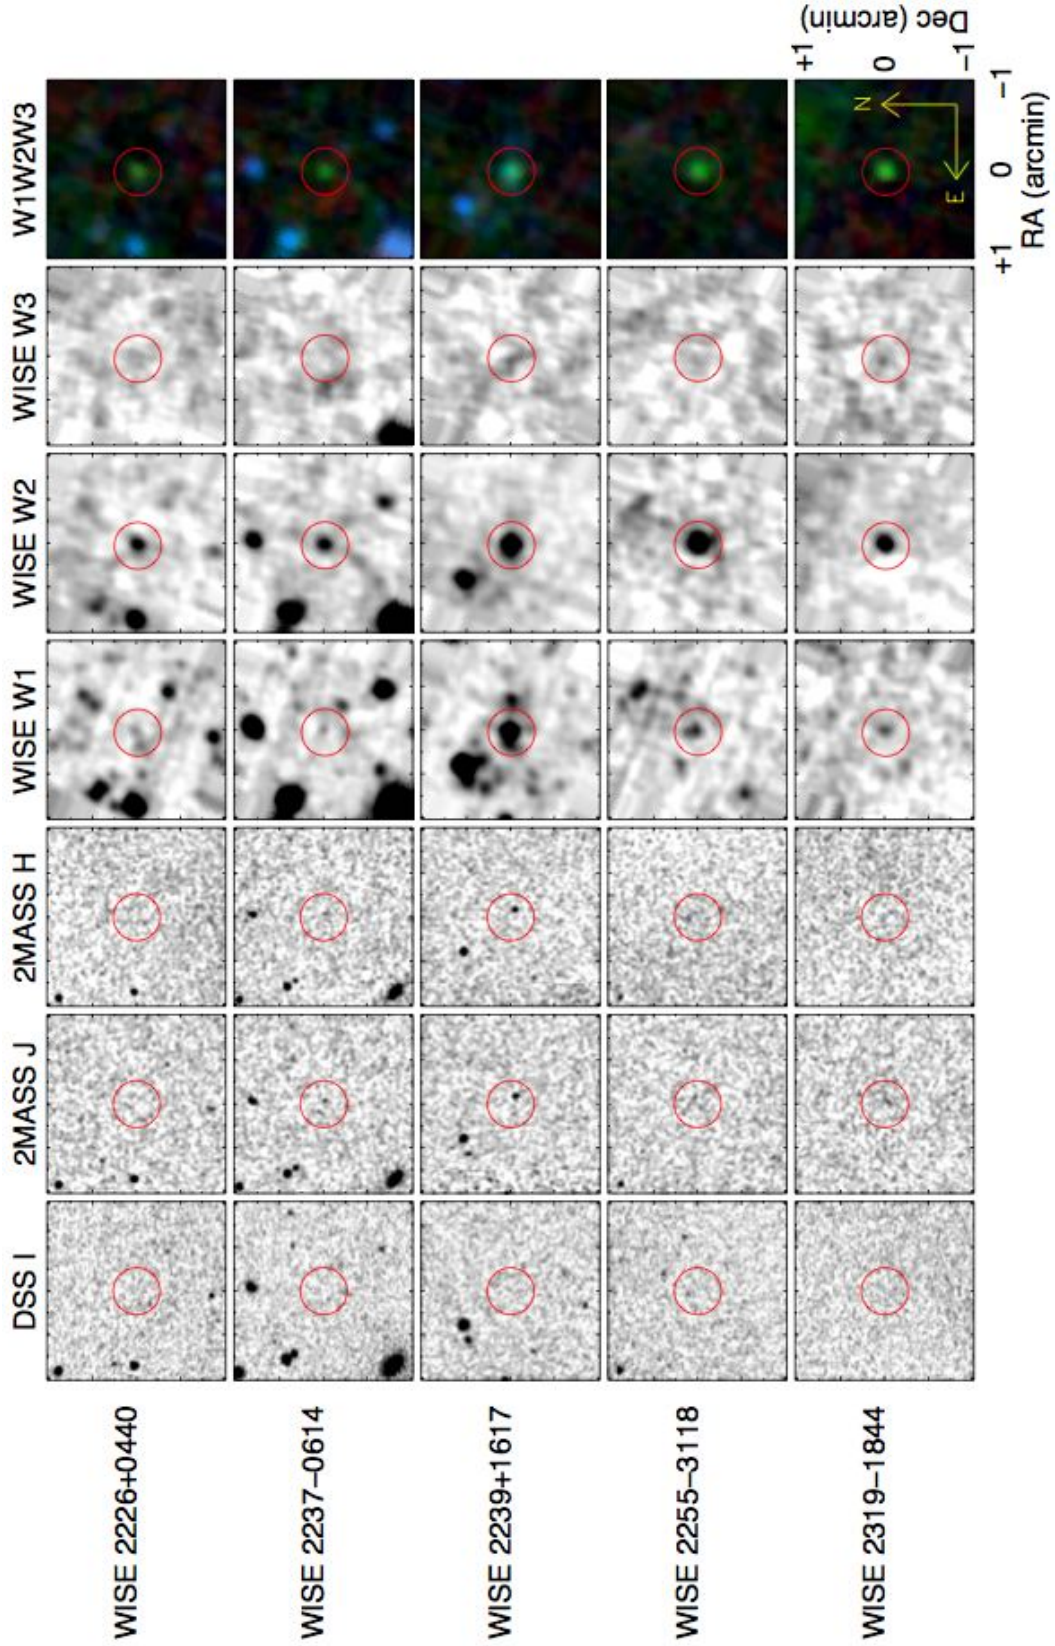 DSS I
2MASS J
2MASS H
WISE W1
WISE W2
WISE W3
W1W2W3
WISE 2226+0440
WISE 2237−0614
WISE 2239+1617
WISE 2255−3118
WISE 2319−1844
N
E
+1
0
−1
Dec (arcmin)
+1
0
−1
RA (arcmin)